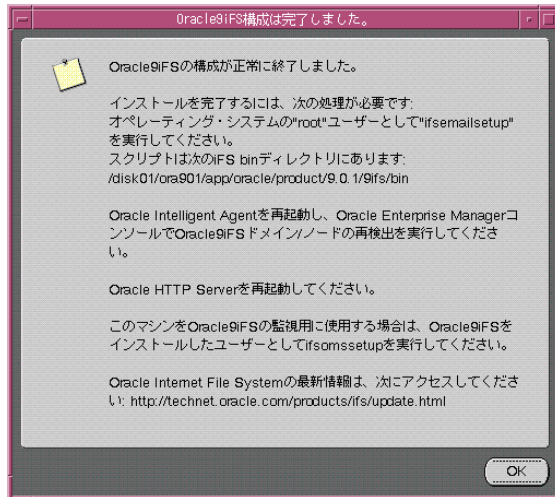 Oracle9iFS構成は完了しました。
Oracle9iFSの構成が正常に終了しました。
インストールを完了するには、次の処理が必要です:
オペレーティング・システムの"root"ユーザーとして"ifsemailsetup"
を実行してください。
スクリプトは次のiFS binディレクトリにあります:
/disk01/ora901/app/oracle/product/9.0.1/9ifs/bin
Oracle Intelligent Agentを再起動し、Oracle Enterprise Managerコ
ンソールでOracle9iFSドメイン/ノードの再検出を実行してくださ
い。
Oracle HTTP Serverを再起動してください。
このマシンをOracle9iFSの監視用に使用する場合は、Oracle9iFSを
インストールしたユーザーとしてifsomssetupを実行してください。
Oracle Internet File Systemの最新情報は、次にアクセスしてくださ
い: http://technet.oracle.com/products/ifs/update.html
OK